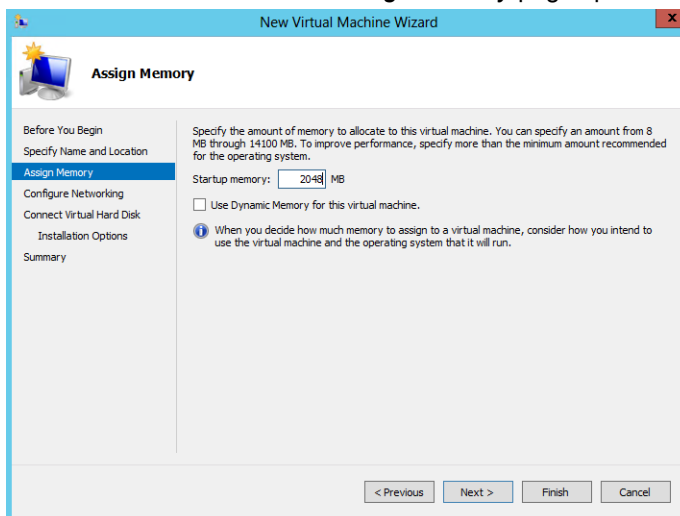 New Virtual Machine Wizard
x
Assign Memory
Before You Begin
Specify Name and Location
Assign Memory
Configure Networking
Connect Virtual Hard Disk
Installation Options
Summary
Specify the amount of memory to allocate to this virtual machine. You can specify an amount from 8
MB through 14100 MB. To improve performance, specify more than the minimum amount recommended
for the operating system.
Startup memory: 2048 MB
Use Dynamic Memory for this virtual machine.
When you decide how much memory to assign to a virtual machine, consider how you intend to
use the virtual machine and the operating system that it will run.
< Previous Next > Finish Cancel